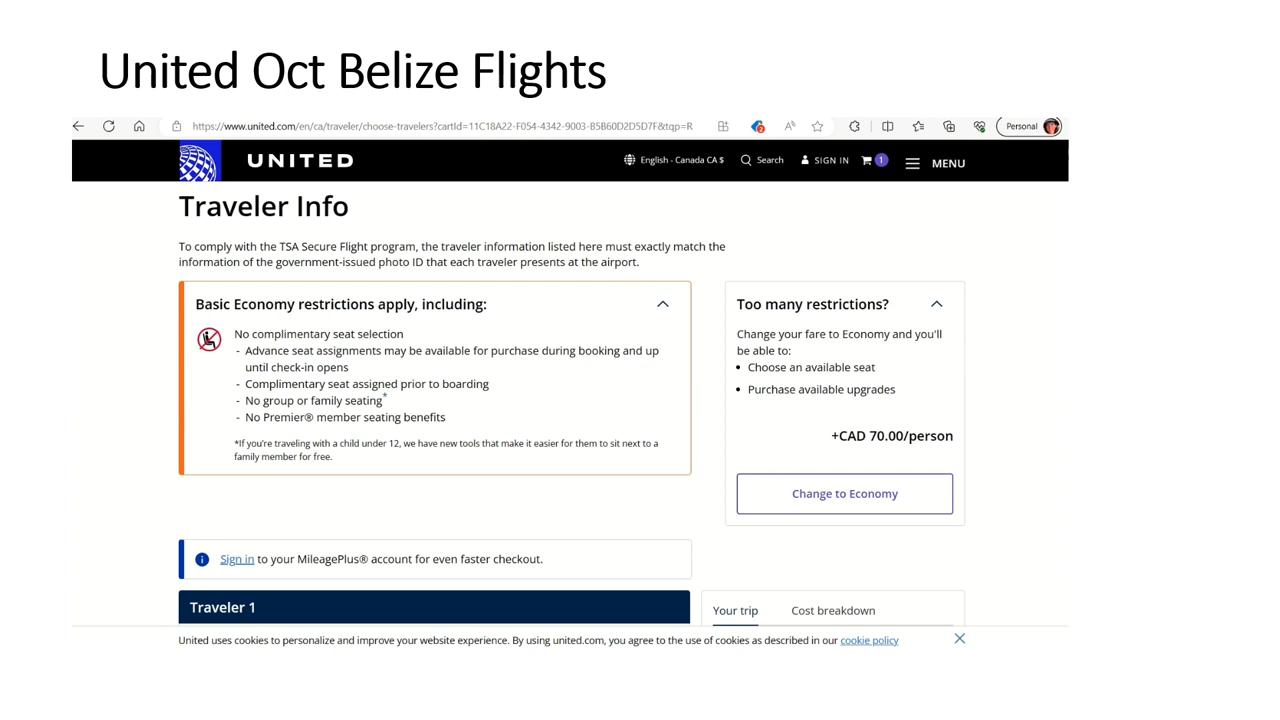 United Oct Belize Flights
https://www.united.com/en/ca/traveler/choose-travelers?cartId=11C18A22-F054-4342-9003-B5B60D2D5D7F&tqp=R
2
Personal
UNITED
English - Canada CA $
Search
SIGN IN
1
MENU
Traveler Info
To comply with the TSA Secure Flight program, the traveler information listed here must exactly match the
information of the government-issued photo ID that each traveler presents at the airport.
Basic Economy restrictions apply, including:
No complimentary seat selection
- Advance seat assignments may be available for purchase during booking and up
until check-in opens
- Complimentary seat assigned prior to boarding
- No group or family seating*
- No Premier® member seating benefits
*If you're traveling with a child under 12, we have new tools that make it easier for them to sit next to a
family member for free.
Too many restrictions?
Change your fare to Economy and you'll
be able to:
• Choose an available seat
• Purchase available upgrades
+CAD 70.00/person
Change to Economy
Sign in to your MileagePlus® account for even faster checkout.
Traveler 1
Your trip
Cost breakdown
United uses cookies to personalize and improve your website experience. By using united.com, you agree to the use of cookies as described in our cookie policy